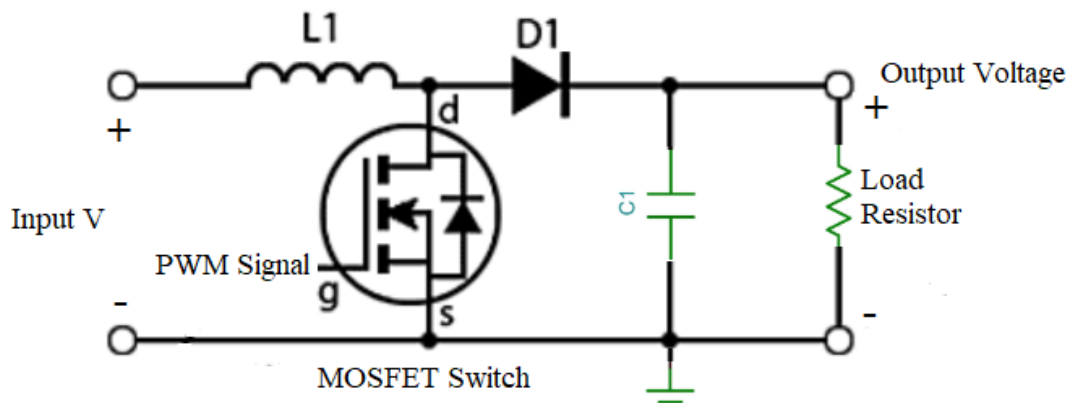 L1
D1
Output Voltage
+
+
d
Load
Resistor
C1
Input V
PWM Signal
g
s
-
-
MOSFET Switch